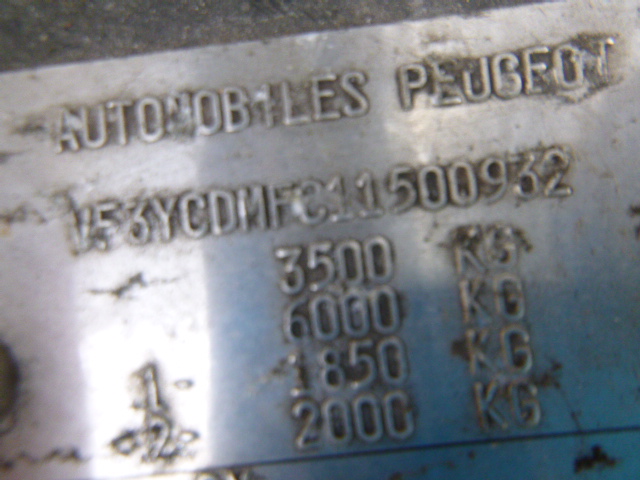 AUTOMOBILES PEUGEOT
VF3YCDMFC11500932
3500 KG
6000 KG
1- 1850 KG
-2- 2000 KG